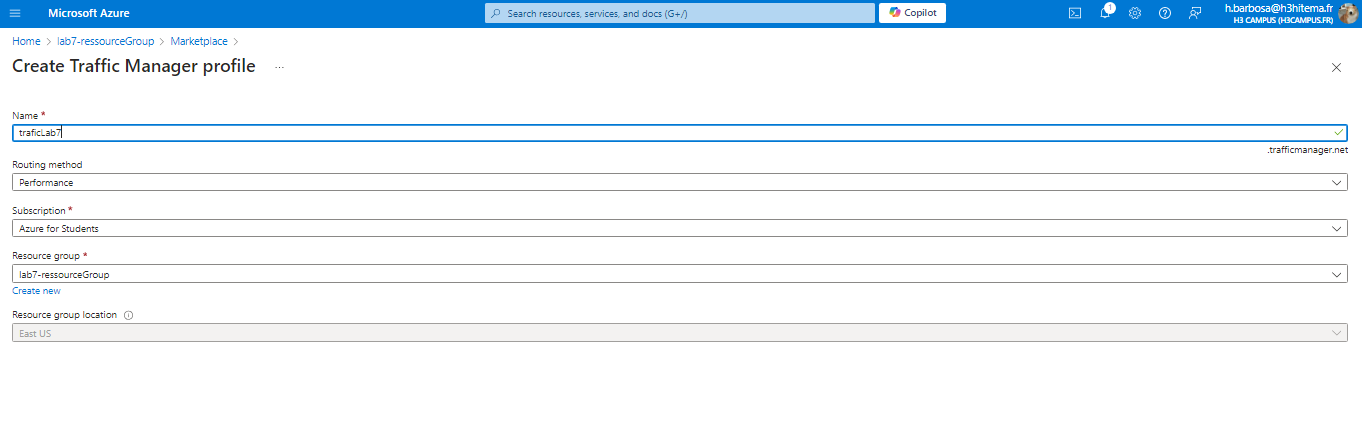 Microsoft Azure
Search resources, services, and docs (G+/)
Copilot
1
h.barbosa@h3hitema.fr
H3 CAMPUS (H3CAMPUS.FR)
Home > lab7-ressourceGroup > Marketplace >
Create Traffic Manager profile ...
Name *
traficLab7
.trafficmanager.net
Routing method
Performance
Subscription *
Azure for Students
Resource group *
lab7-ressourceGroup
Create new
Resource group location
East US